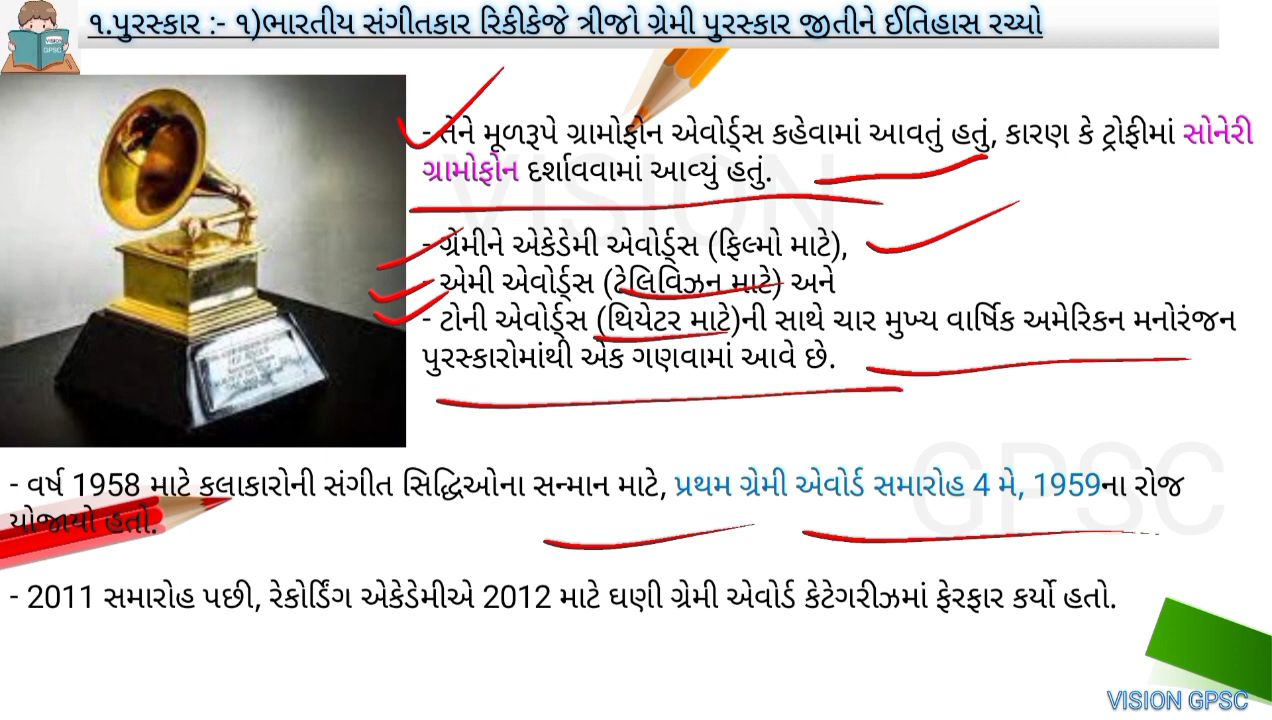 ૧.પુરસ્કાર :- ૧)ભારતીય સંગીતકાર રિકીકેજે ત્રીજો ગ્રેમી પુરસ્કાર જીતીને ઈતિહાસ રચ્યો
- તેને મૂળરૂપે ગ્રામોફોન એવોર્ડ્સ કહેવામાં આવતું હતું, કારણ કે ટ્રોફીમાં સોનેરી
ગ્રામોફોન દર્શાવવામાં આવ્યું હતું.
- ગ્રેમીને એકેડેમી એવોર્ડ્સ (ફિલ્મો માટે),
- એમી એવોર્ડ્સ (ટેલિવિઝન માટે) અને
- ટોની એવોર્ડ્સ (થિયેટર માટે)ની સાથે ચાર મુખ્ય વાર્ષિક અમેરિકન મનોરંજન
પુરસ્કારોમાંથી એક ગણવામાં આવે છે.
- વર્ષ 1958 માટે કલાકારોની સંગીત સિદ્ધિઓના સન્માન માટે, પ્રથમ ગ્રેમી એવોર્ડ સમારોહ 4 મે, 1959ના રોજ
યોજાયો હતો.
- 2011 સમારોહ પછી, રેકોર્ડિંગ એકેડેમીએ 2012 માટે ઘણી ગ્રેમી એવોર્ડ કેટેગરીઝમાં ફેરફાર કર્યો હતો.
VISION
GPSC
VISION GPSC